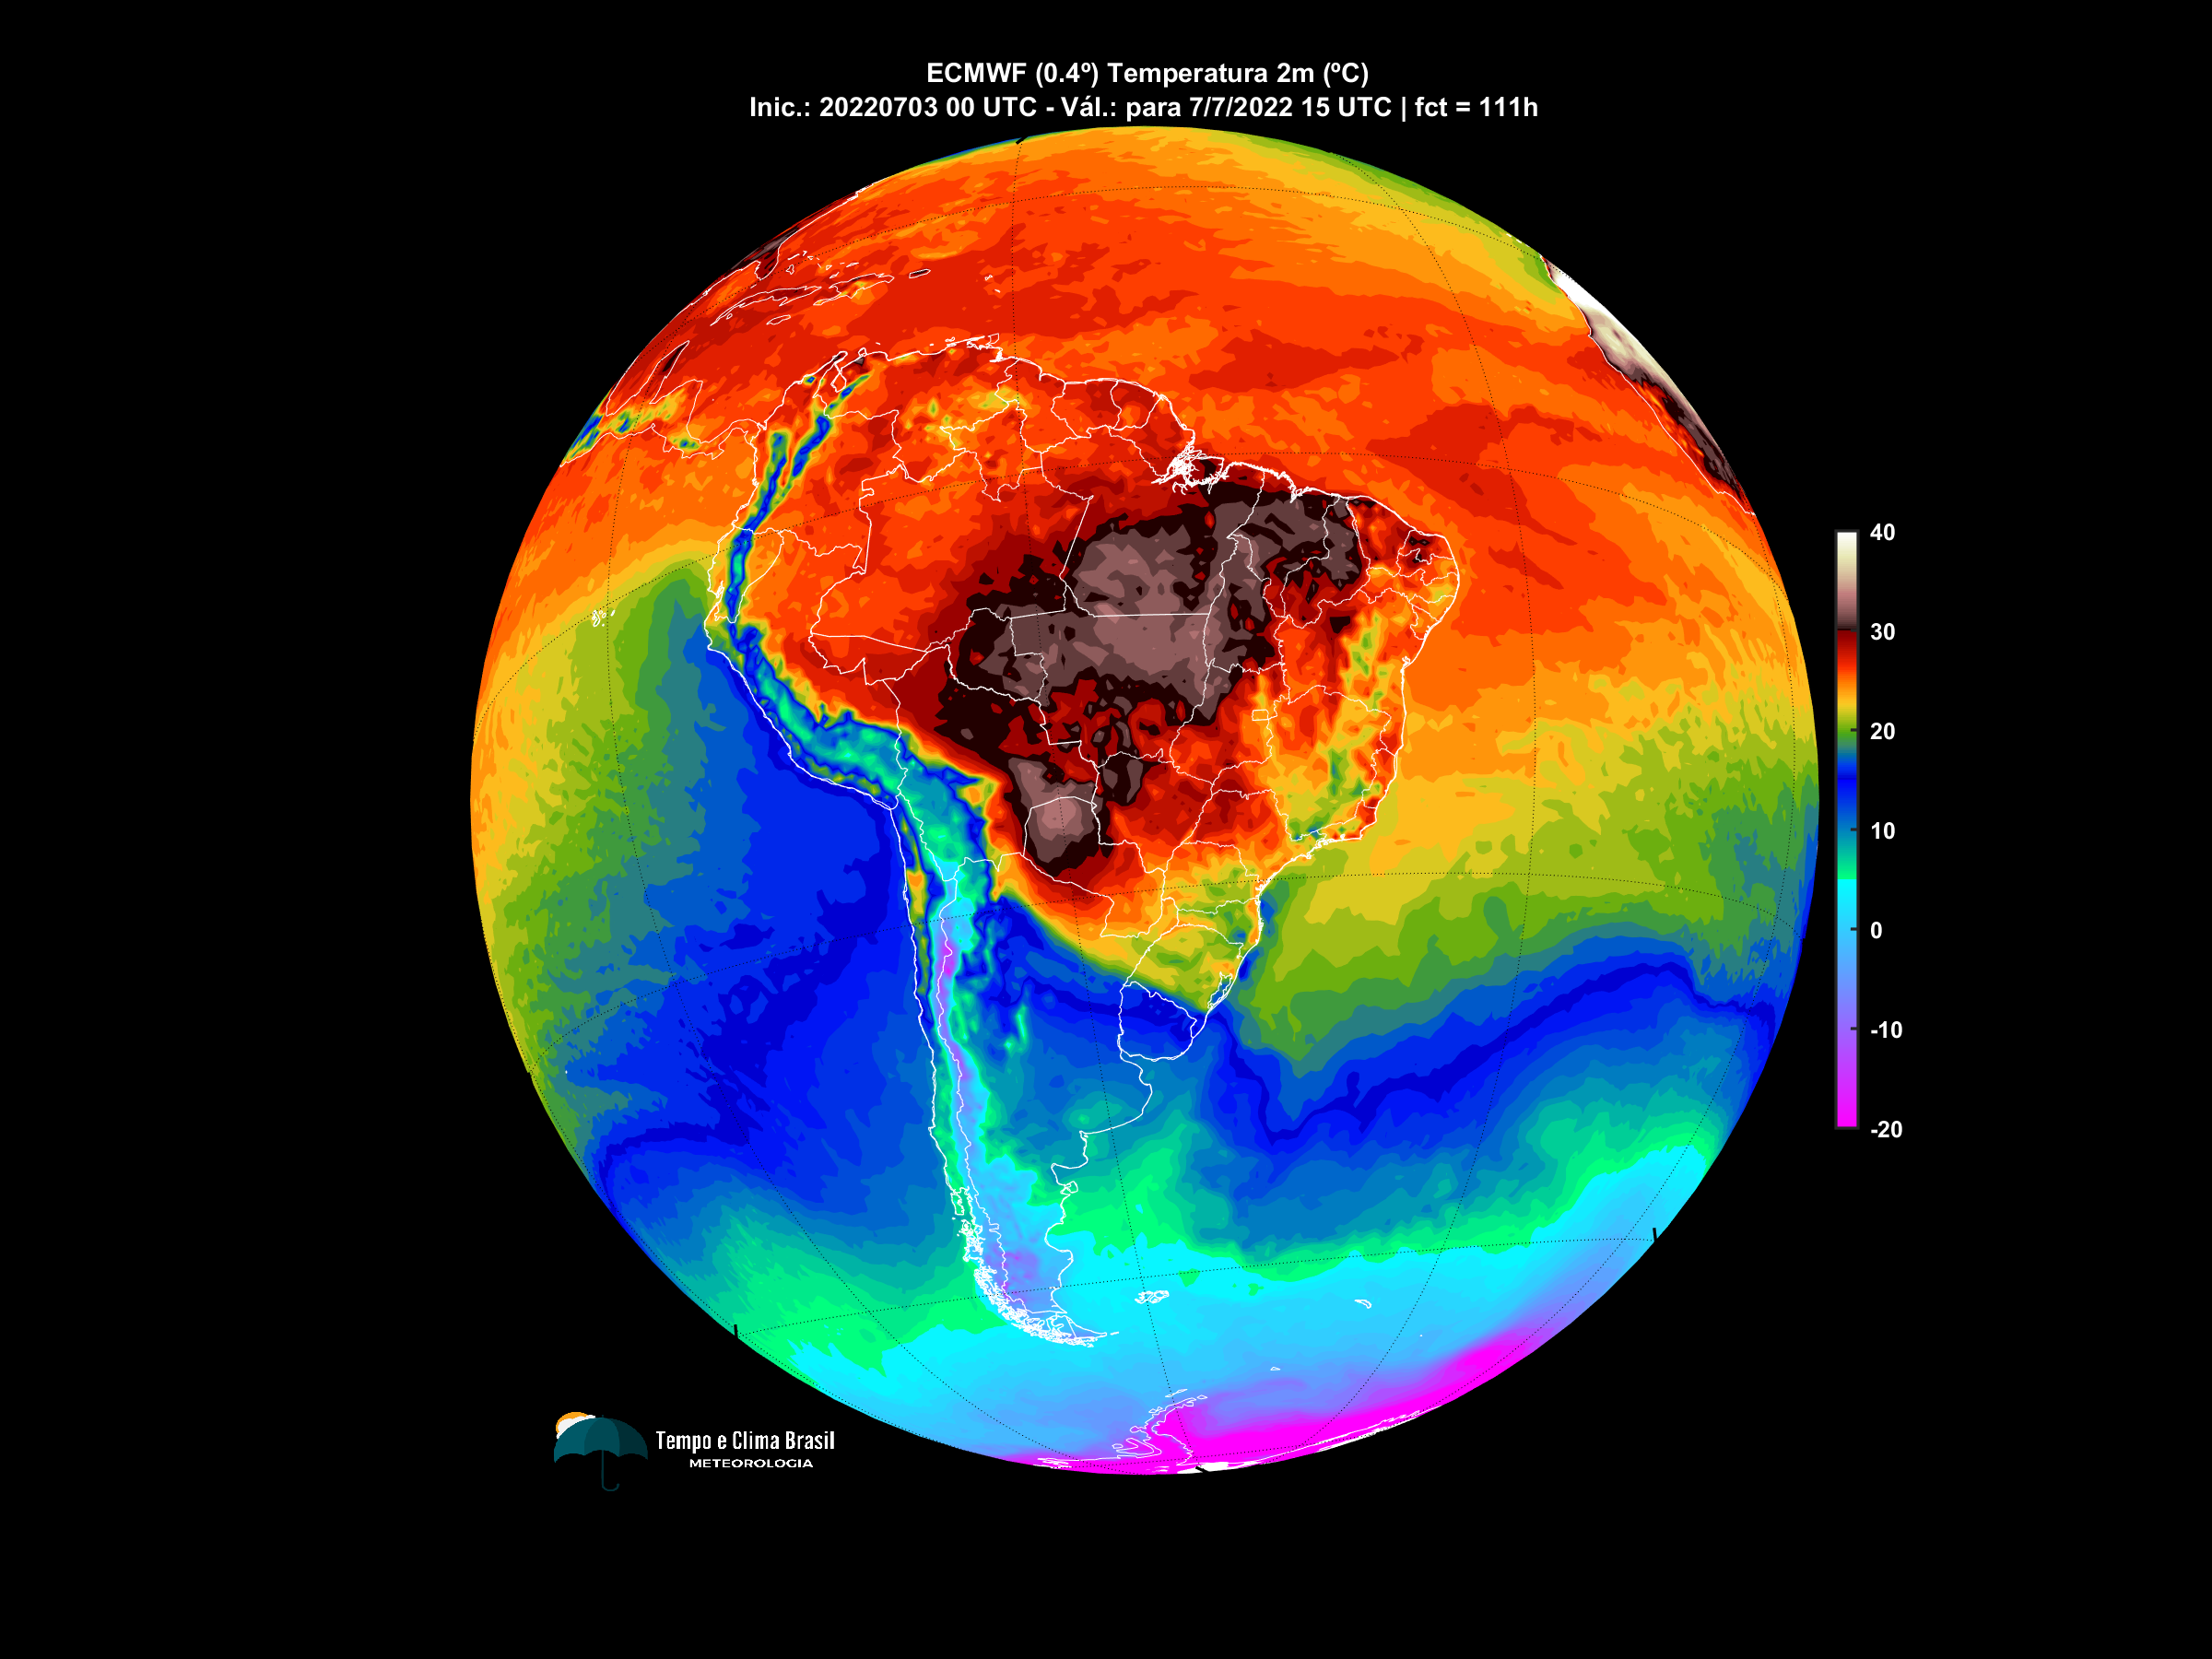 ECMWF (0.4º) Temperatura 2m (ºC)
Inic.: 20220703 00 UTC - Vál.: para 7/7/2022 15 UTC | fct = 111h
40
30
20
10
0
-10
-20
Tempo e Clima Brasil
METEOROLOGIA